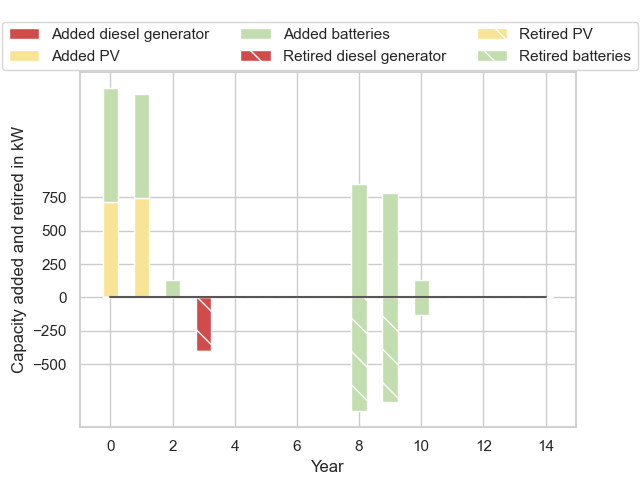 Added diesel generator Added batteries Retired PV
Added PV Retired diesel generator Retired batteries
Capacity added and retired in kW
750
500
250
0
−250
−500
0 2 4 6 8 10 12 14
Year